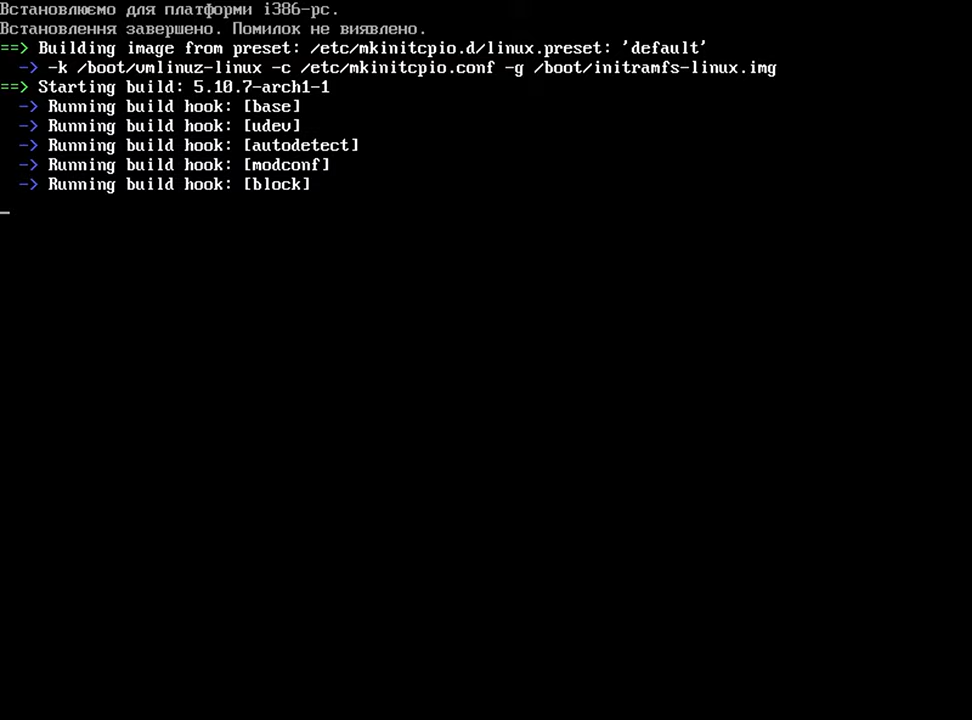 Встановлюємо для платформи i386-pc.
Встановлення завершено. Помилок не виявлено.
==> Building image from preset: /etc/mkinitcpio.d/linux.preset: 'default'
-> -k /boot/vmlinuz-linux -c /etc/mkinitcpio.conf -g /boot/initramfs-linux.img
==> Starting build: 5.10.7-arch1-1
-> Running build hook: [base]
-> Running build hook: [udev]
-> Running build hook: [autodetect]
-> Running build hook: [modconf]
-> Running build hook: [block]